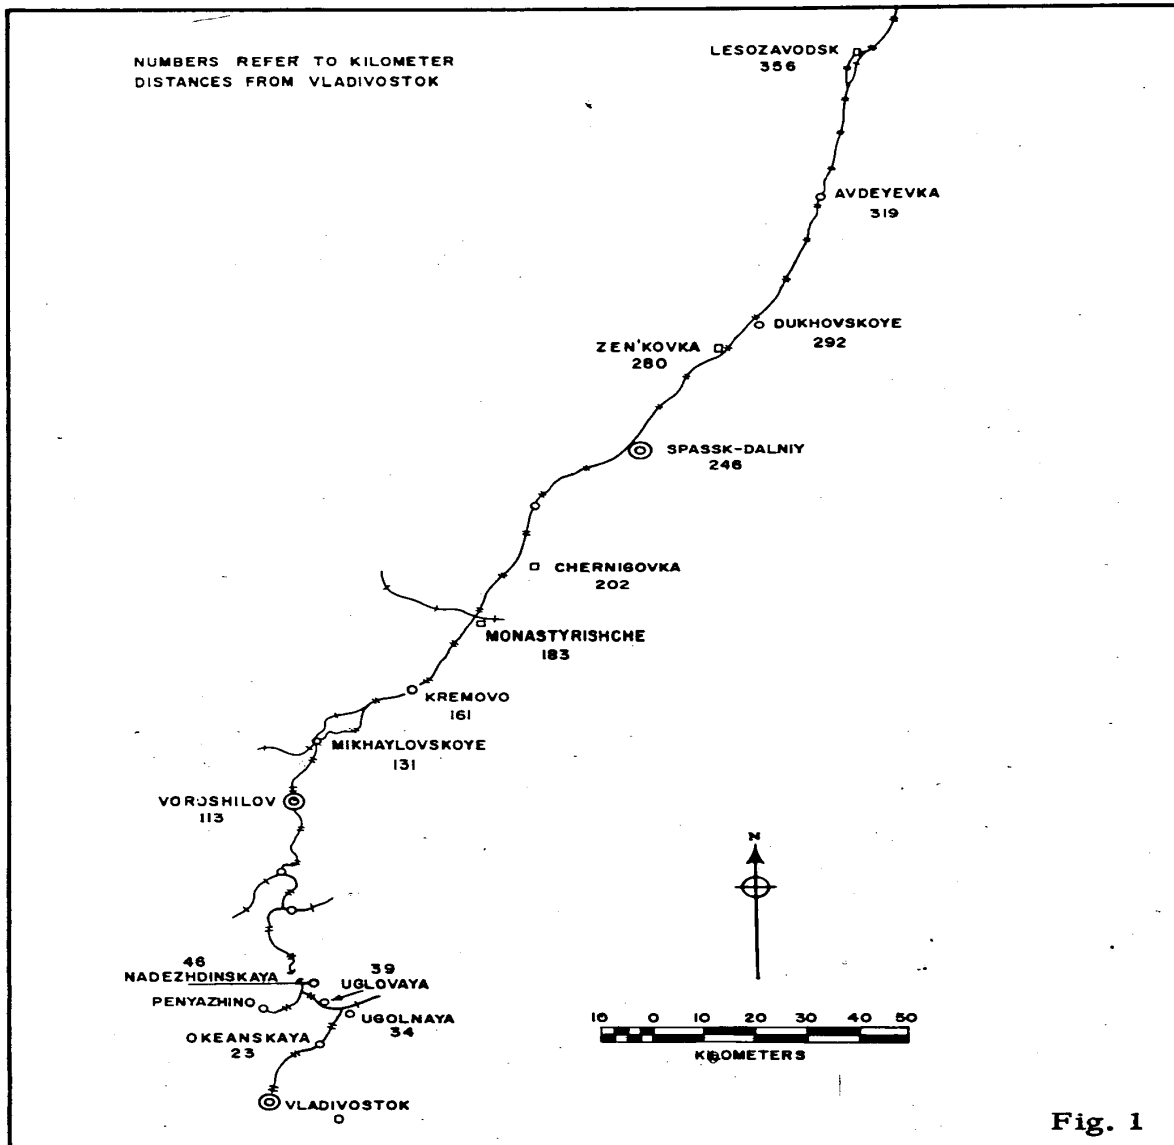 NUMBERS REFER TO KILOMETER
DISTANCES FROM VLADIVOSTOK
LESOZAVODSK
356
AVDEYEVKA
319
DUKHOVSKOYE
292
ZEN'KOVKA
280
SPASSK-DALNIY
246
CHERNIGOVKA
202
MONASTYRISHCHE
183
KREMOVO
161
MIKHAYLOVSKOYE
131
VOROSHILOV
113
N
46
NADEZHDINSKAYA
39
UGLOVAYA
PENYAZHINO
UGOLNAYA
34
OKEANSKAYA
23
VLADIVOSTOK
10 0 10 20 30 40 50
KILOMETERS
Fig. 1